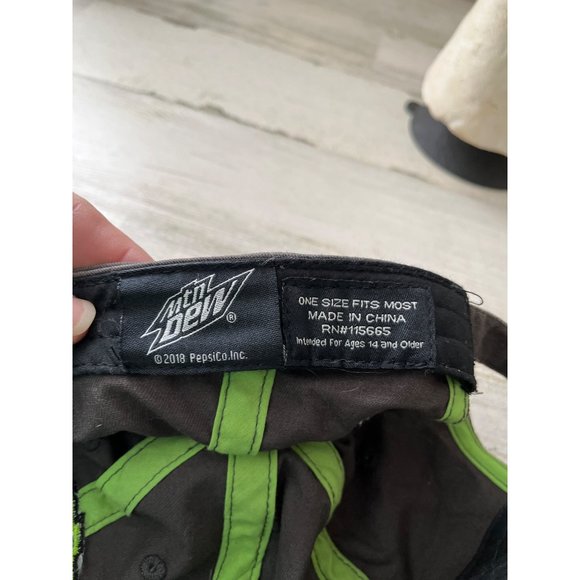 Mtn
DEW®
©2018 PepsiCo.Inc.
ONE SIZE FITS MOST
MADE IN CHINA
RN#115665
Intended For Ages 14 and Older